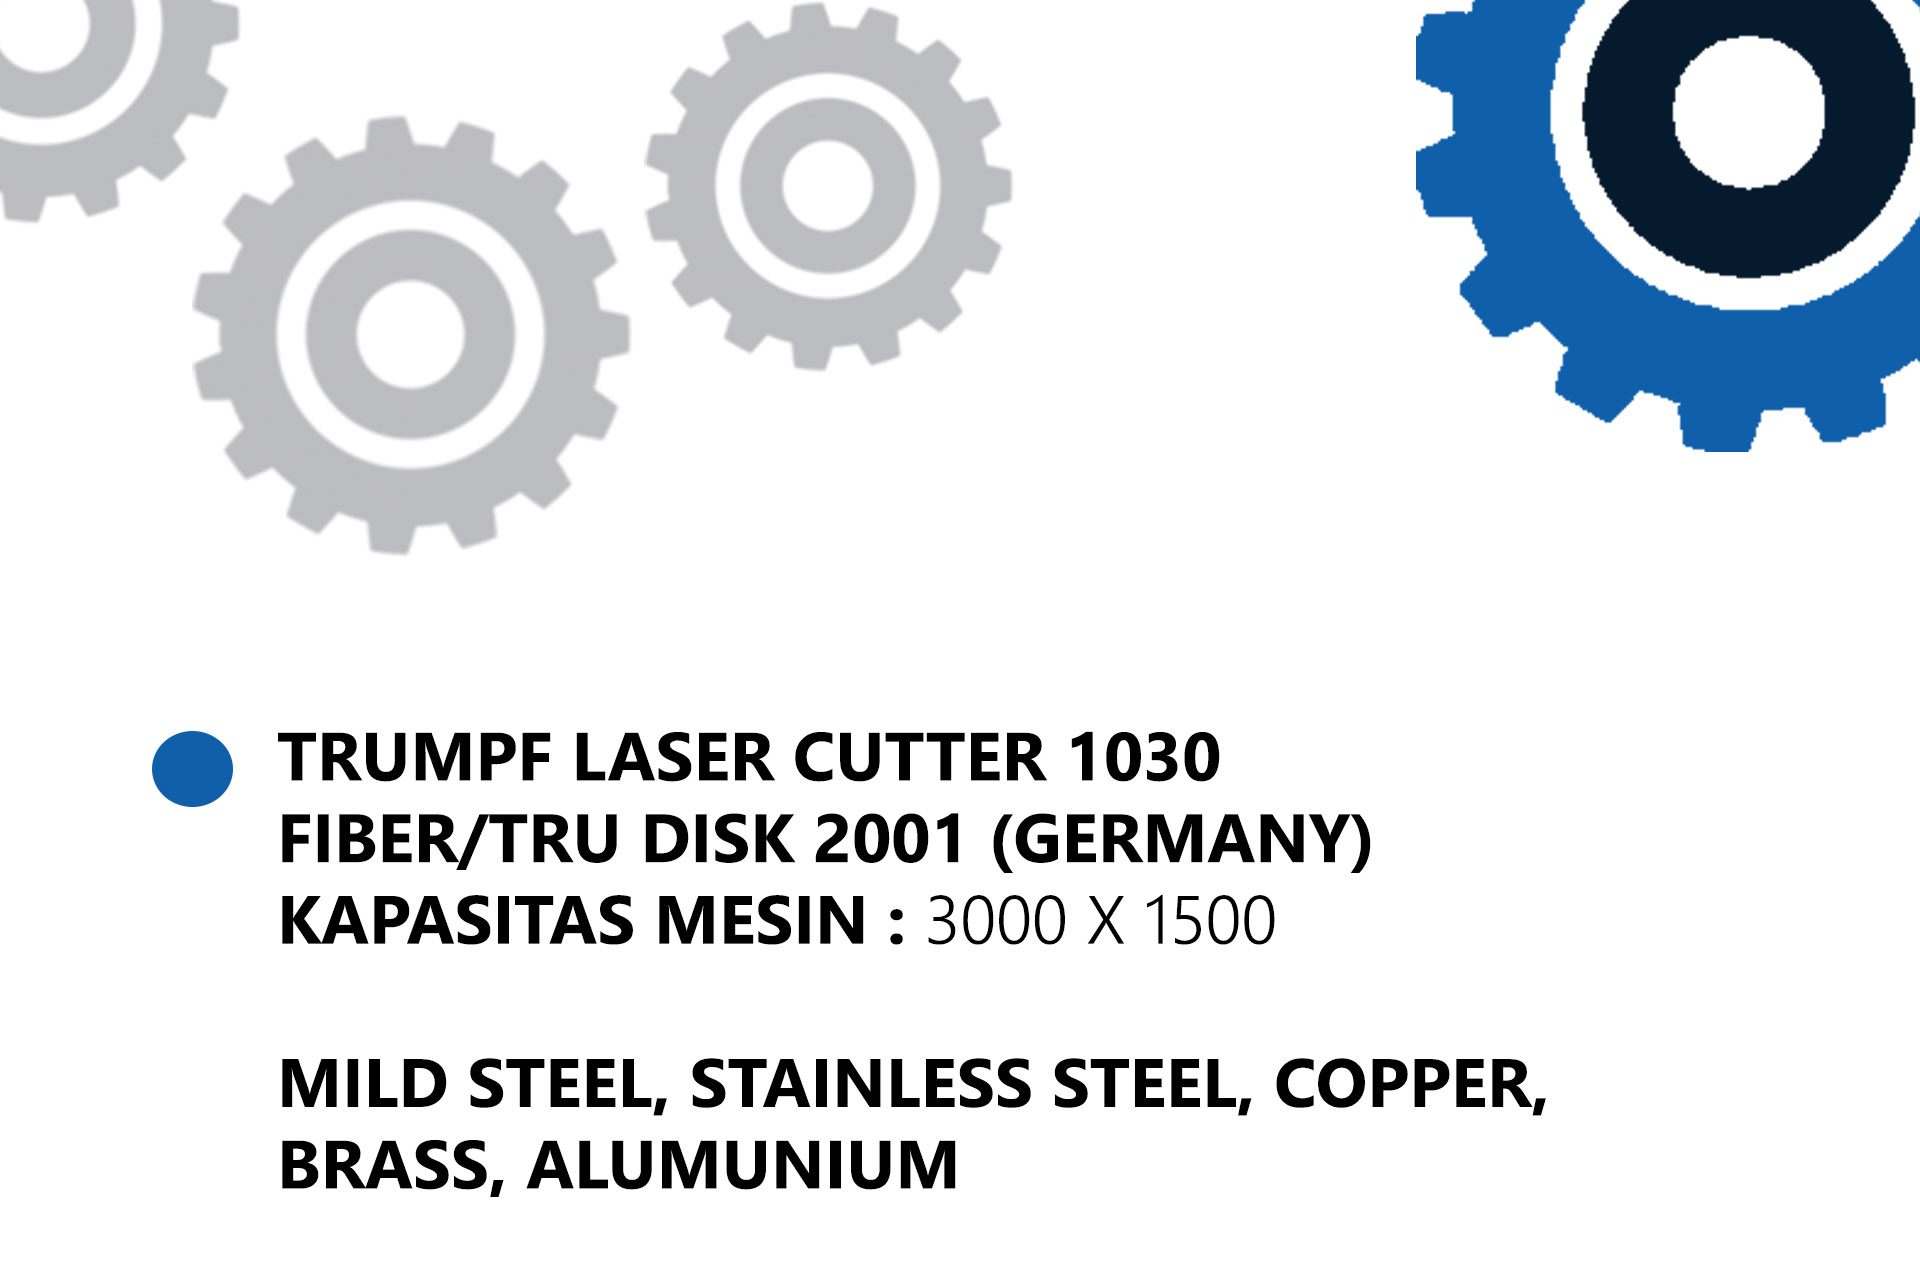 TRUMPF LASER CUTTER 1030
FIBER/TRU DISK 2001 (GERMANY)
KAPASITAS MESIN : 3000 X 1500
MILD STEEL, STAINLESS STEEL, COPPER,
BRASS, ALUMUNIUM